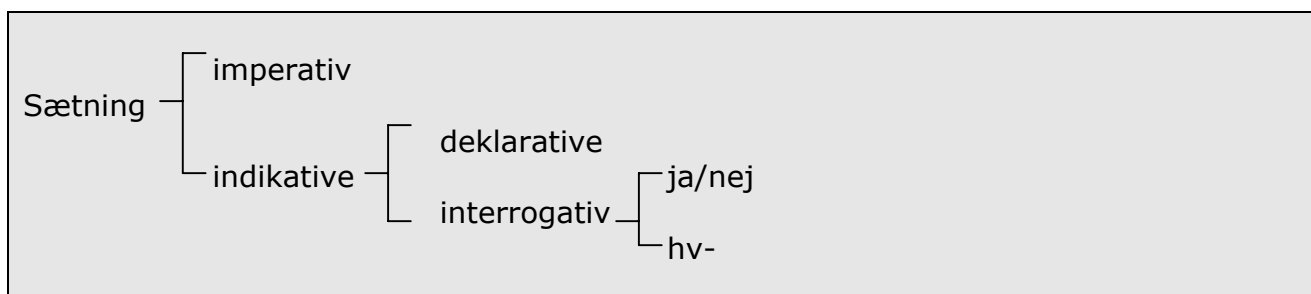 imperativ
Sætning
deklarative
indikative
ja/nej
interrogativ
hv-